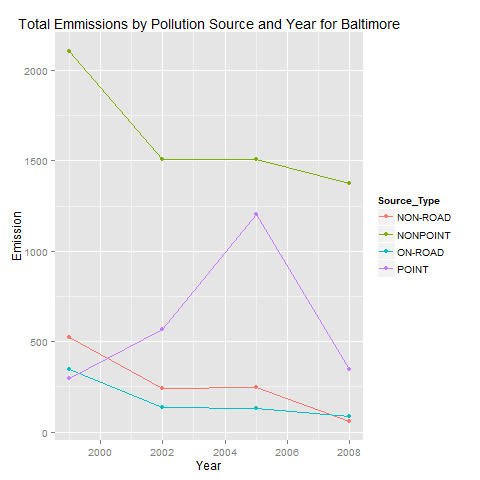 Total Emmissions by Pollution Source and Year for Baltimore
2000
1500
1000
500
0
Emission
2000
2002
2004
2006
2008
Year
Source_Type
NON-ROAD
NONPOINT
ON-ROAD
POINT